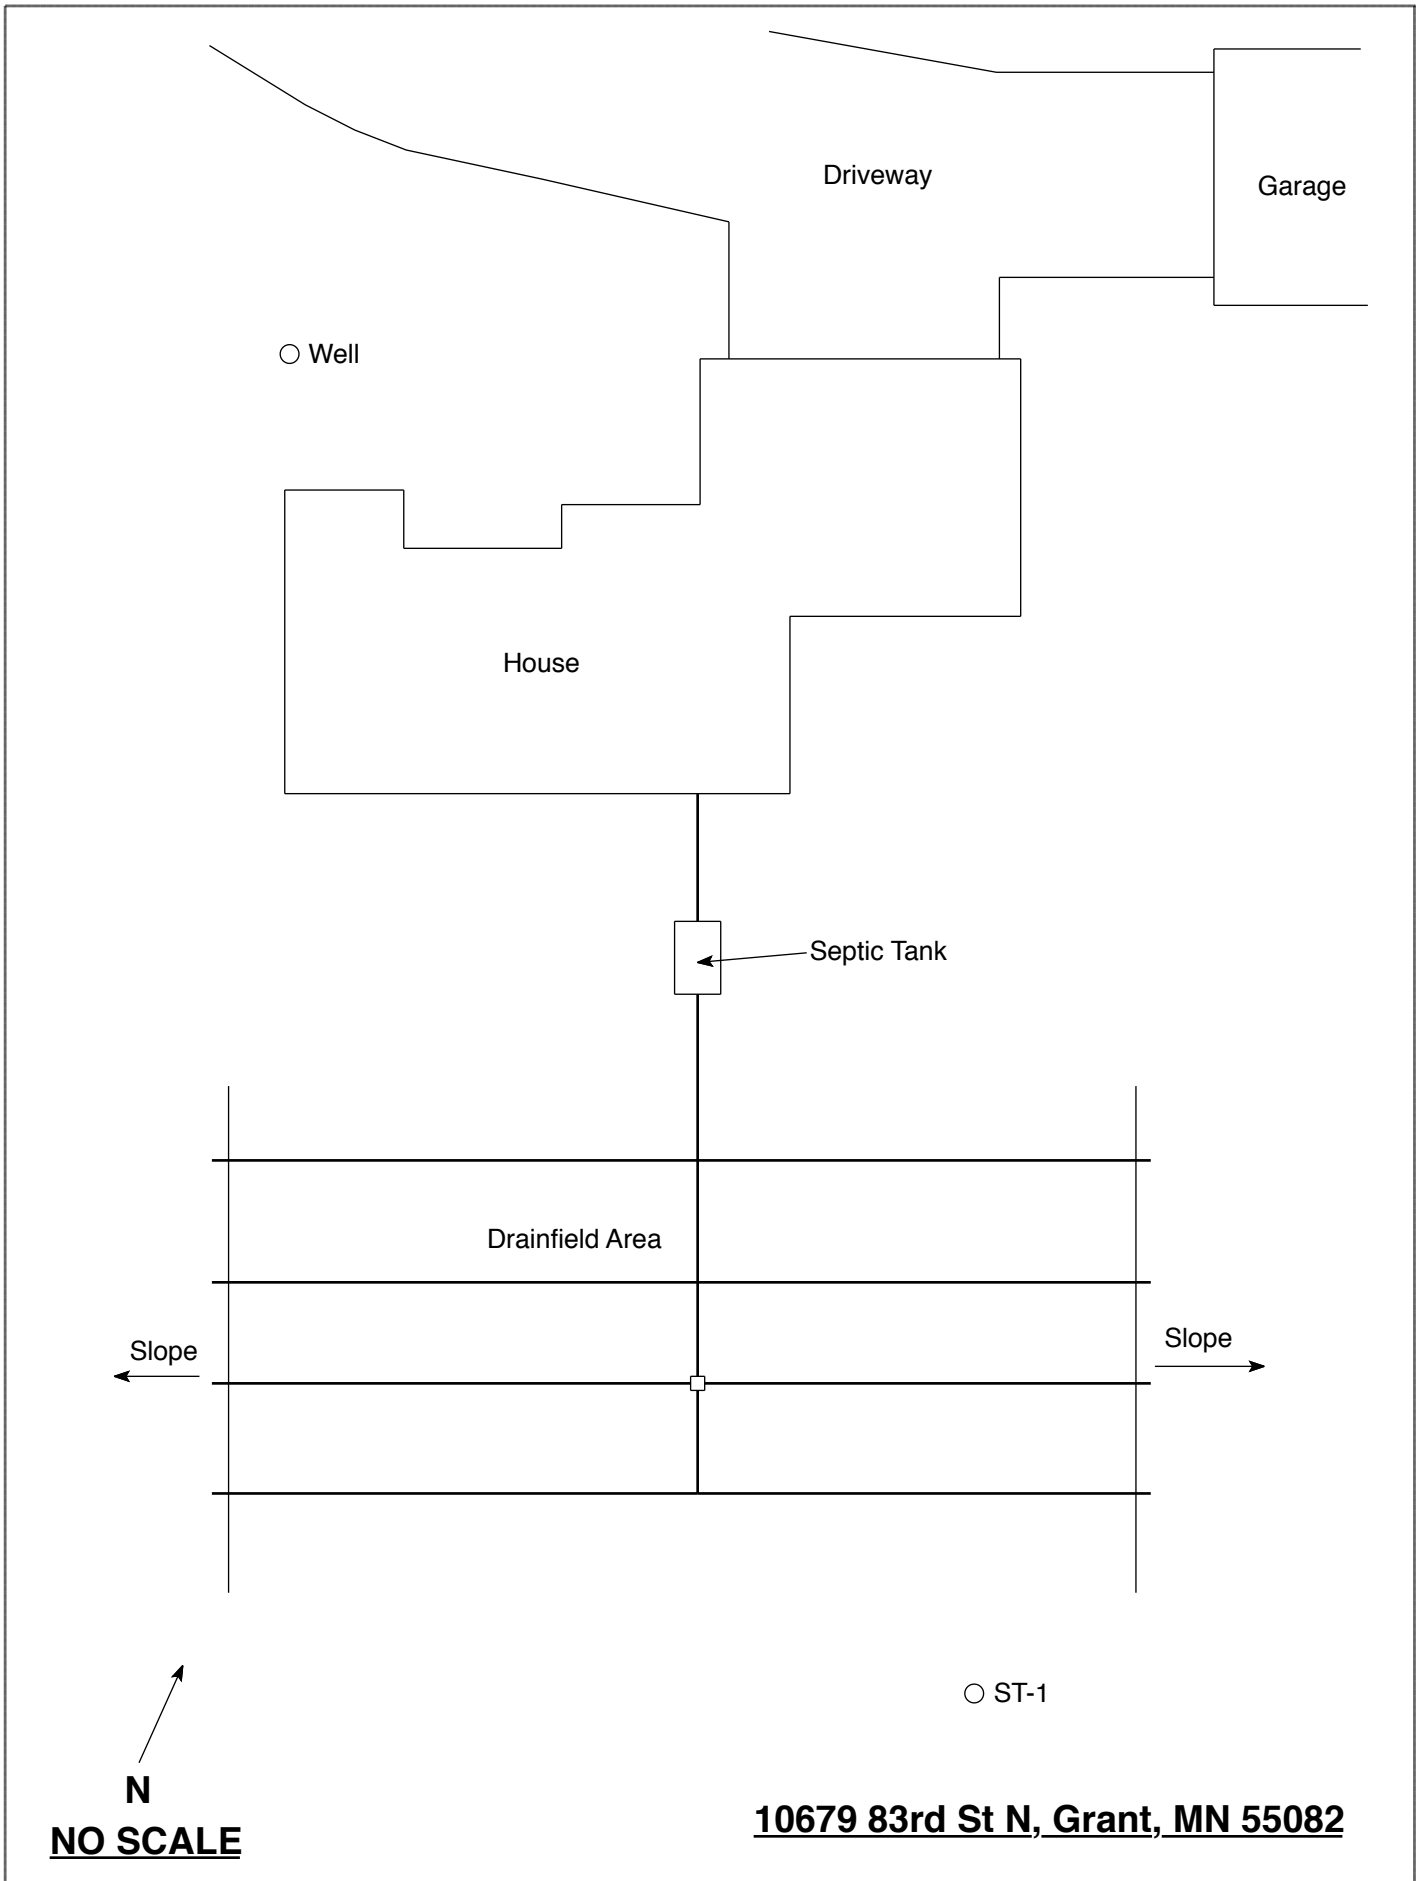 Driveway
Garage
Well
House
Septic Tank
Drainfield Area
Slope
Slope
ST-1
N
NO SCALE
10679 83rd St N, Grant, MN 55082